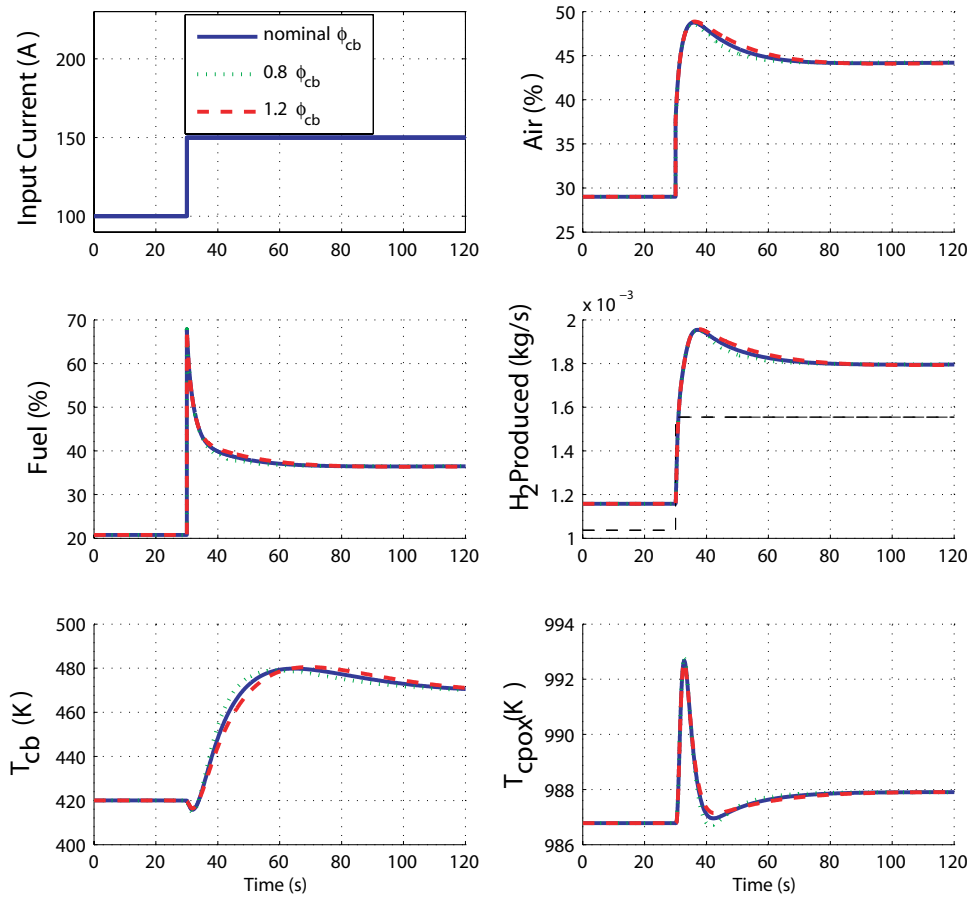 nominal ϕcb
0.8 ϕcb
1.2 ϕcb
Input Current (A)
200
150
100
0 20 40 60 80 100 120
Air (%)
50
45
40
35
30
25
0 20 40 60 80 100 120
Fuel (%)
70
60
50
40
30
20
0 20 40 60 80 100 120
x 10 -3
H2Produced (kg/s)
2
1.8
1.6
1.4
1.2
1
0 20 40 60 80 100 120
Tcb (K)
500
480
460
440
420
400
0 20 40 60 80 100 120
Time (s)
Tcpox(K )
994
992
990
988
986
0 20 40 60 80 100 120
Time (s)